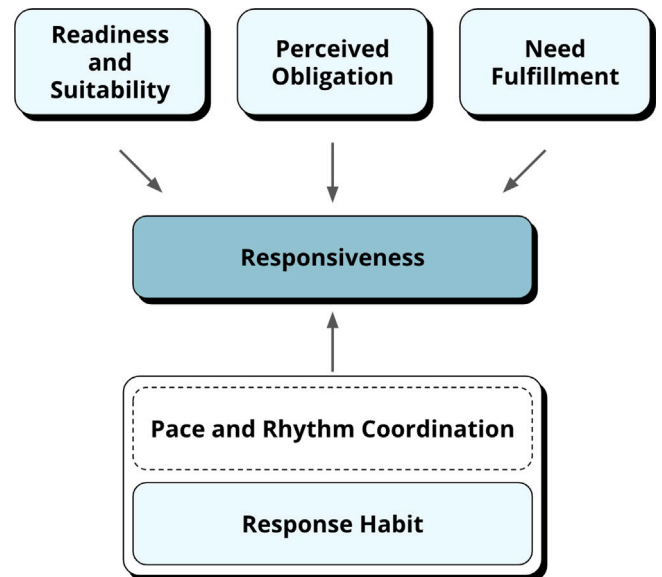 Readiness
and
Suitability
Perceived
Obligation
Need
Fulfillment
Responsiveness
Pace and Rhythm Coordination
Response Habit